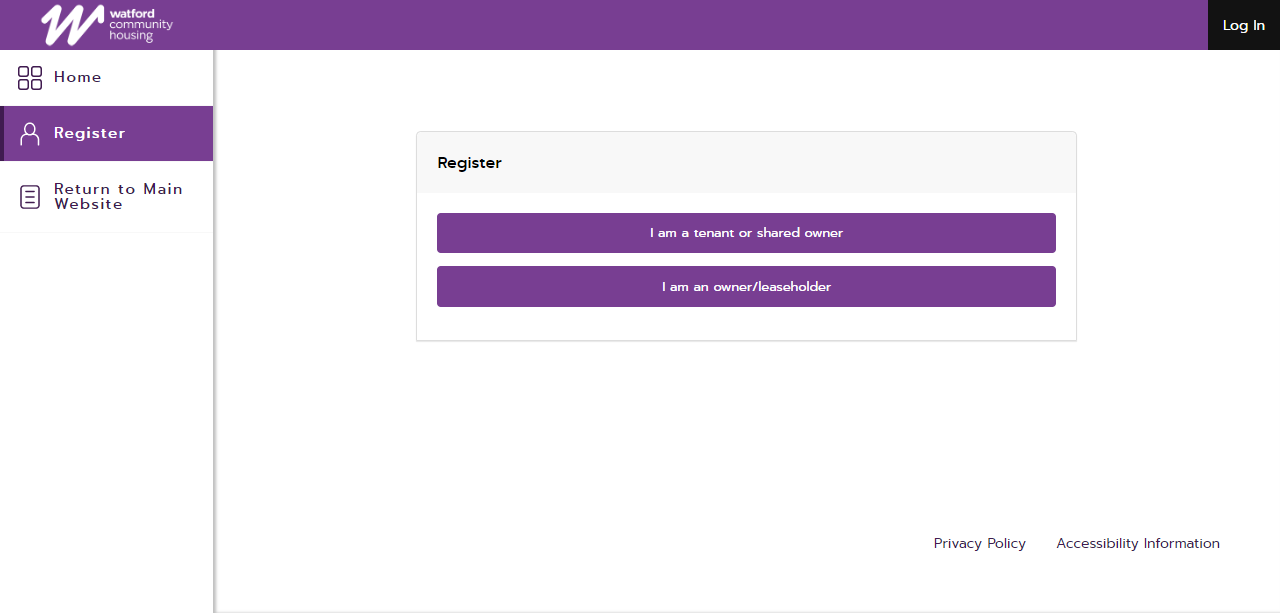 watford
community
housing
Log In
Home
Register
Return to Main
Website
Register
I am a tenant or shared owner
I am an owner/leaseholder
Privacy Policy
Accessibility Information